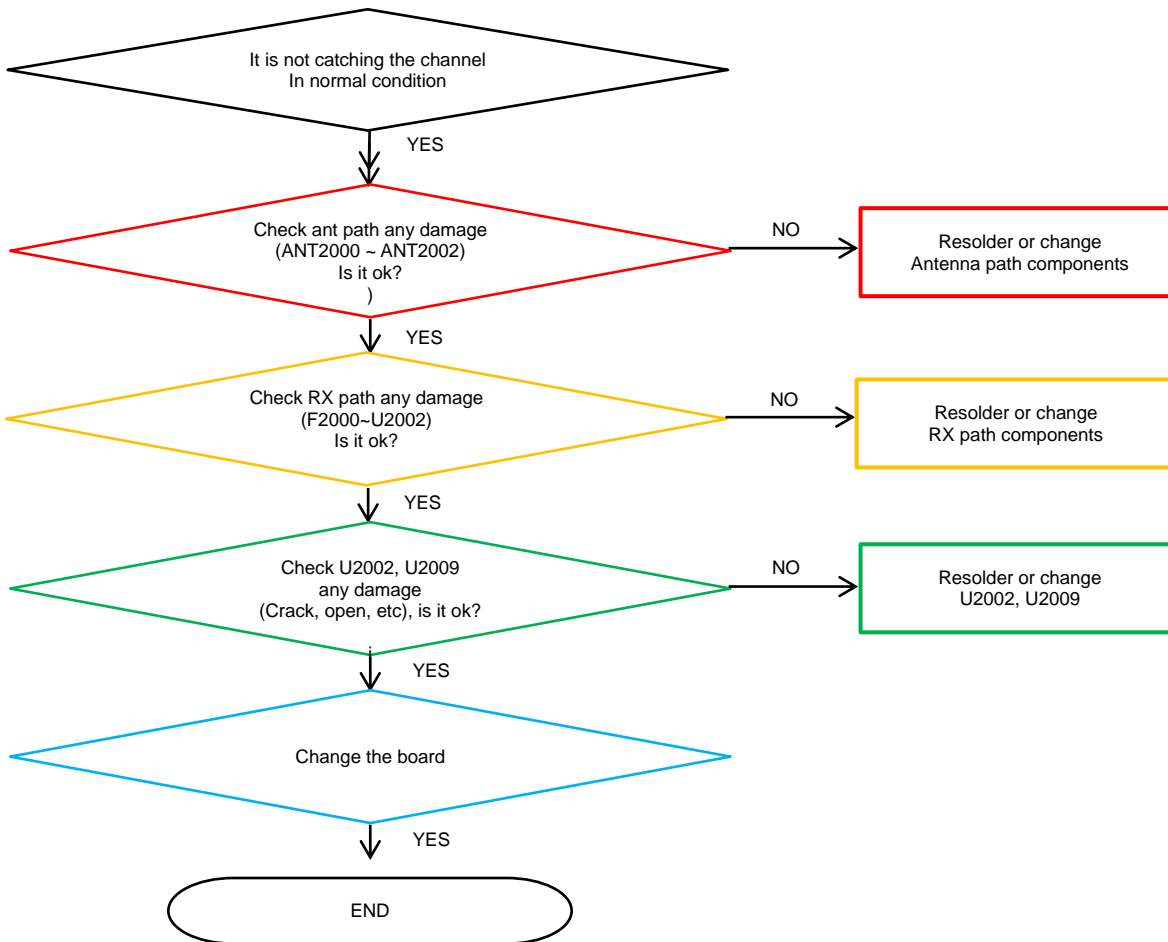 It is not catching the channel
In normal condition
YES
Check ant path any damage
(ANT2000 ~ ANT2002)
Is it ok?
)
NO
Resolder or change
Antenna path components
YES
Check RX path any damage
(F2000~U2002)
Is it ok?
NO
Resolder or change
RX path components
YES
Check U2002, U2009
any damage
(Crack, open, etc), is it ok?
NO
Resolder or change
U2002, U2009
YES
Change the board
YES
END